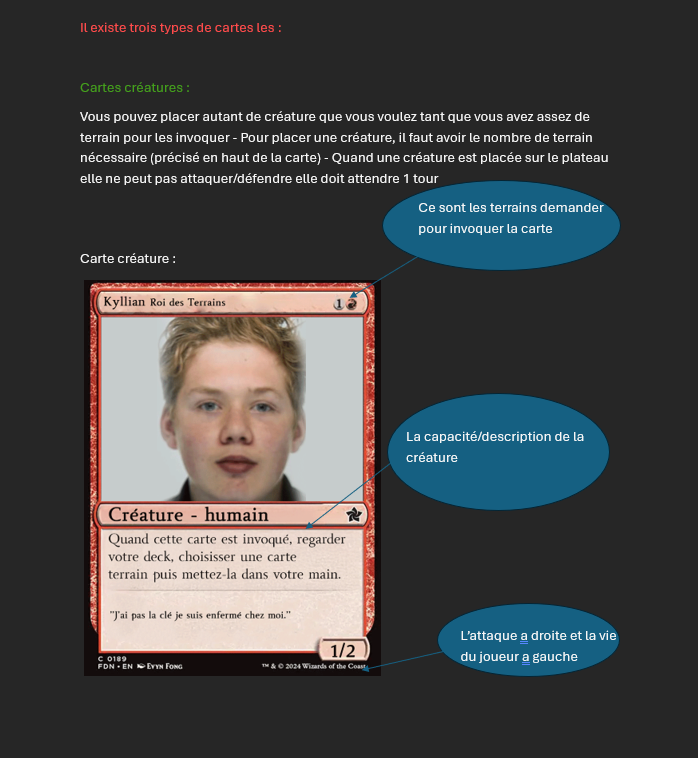 Il existe trois types de cartes les :
Cartes créatures :
Vous pouvez placer autant de créature que vous voulez tant que vous avez assez de
terrain pour les invoquer - Pour placer une créature, il faut avoir le nombre de terrain
nécessaire (précisé en haut de la carte) - Quand une créature est placée sur le plateau
elle ne peut pas attaquer/défendre elle doit attendre 1 tour
Ce sont les terrains demander
pour invoquer la carte
Carte créature :
Kyllian Roi des Terrains 1
La capacité/description de la
créature
Créature - humain
Quand cette carte est invoqué, regarder
votre deck, choisisser une carte
terrain puis mettez-la dans votre main.
"J'ai pas la clé je suis enfermé chez moi."
1/2
L'attaque a droite et la vie
du joueur a gauche
C 0189
FDN • EN Evyn Fong
™ & © 2024 Wizards of the Coast